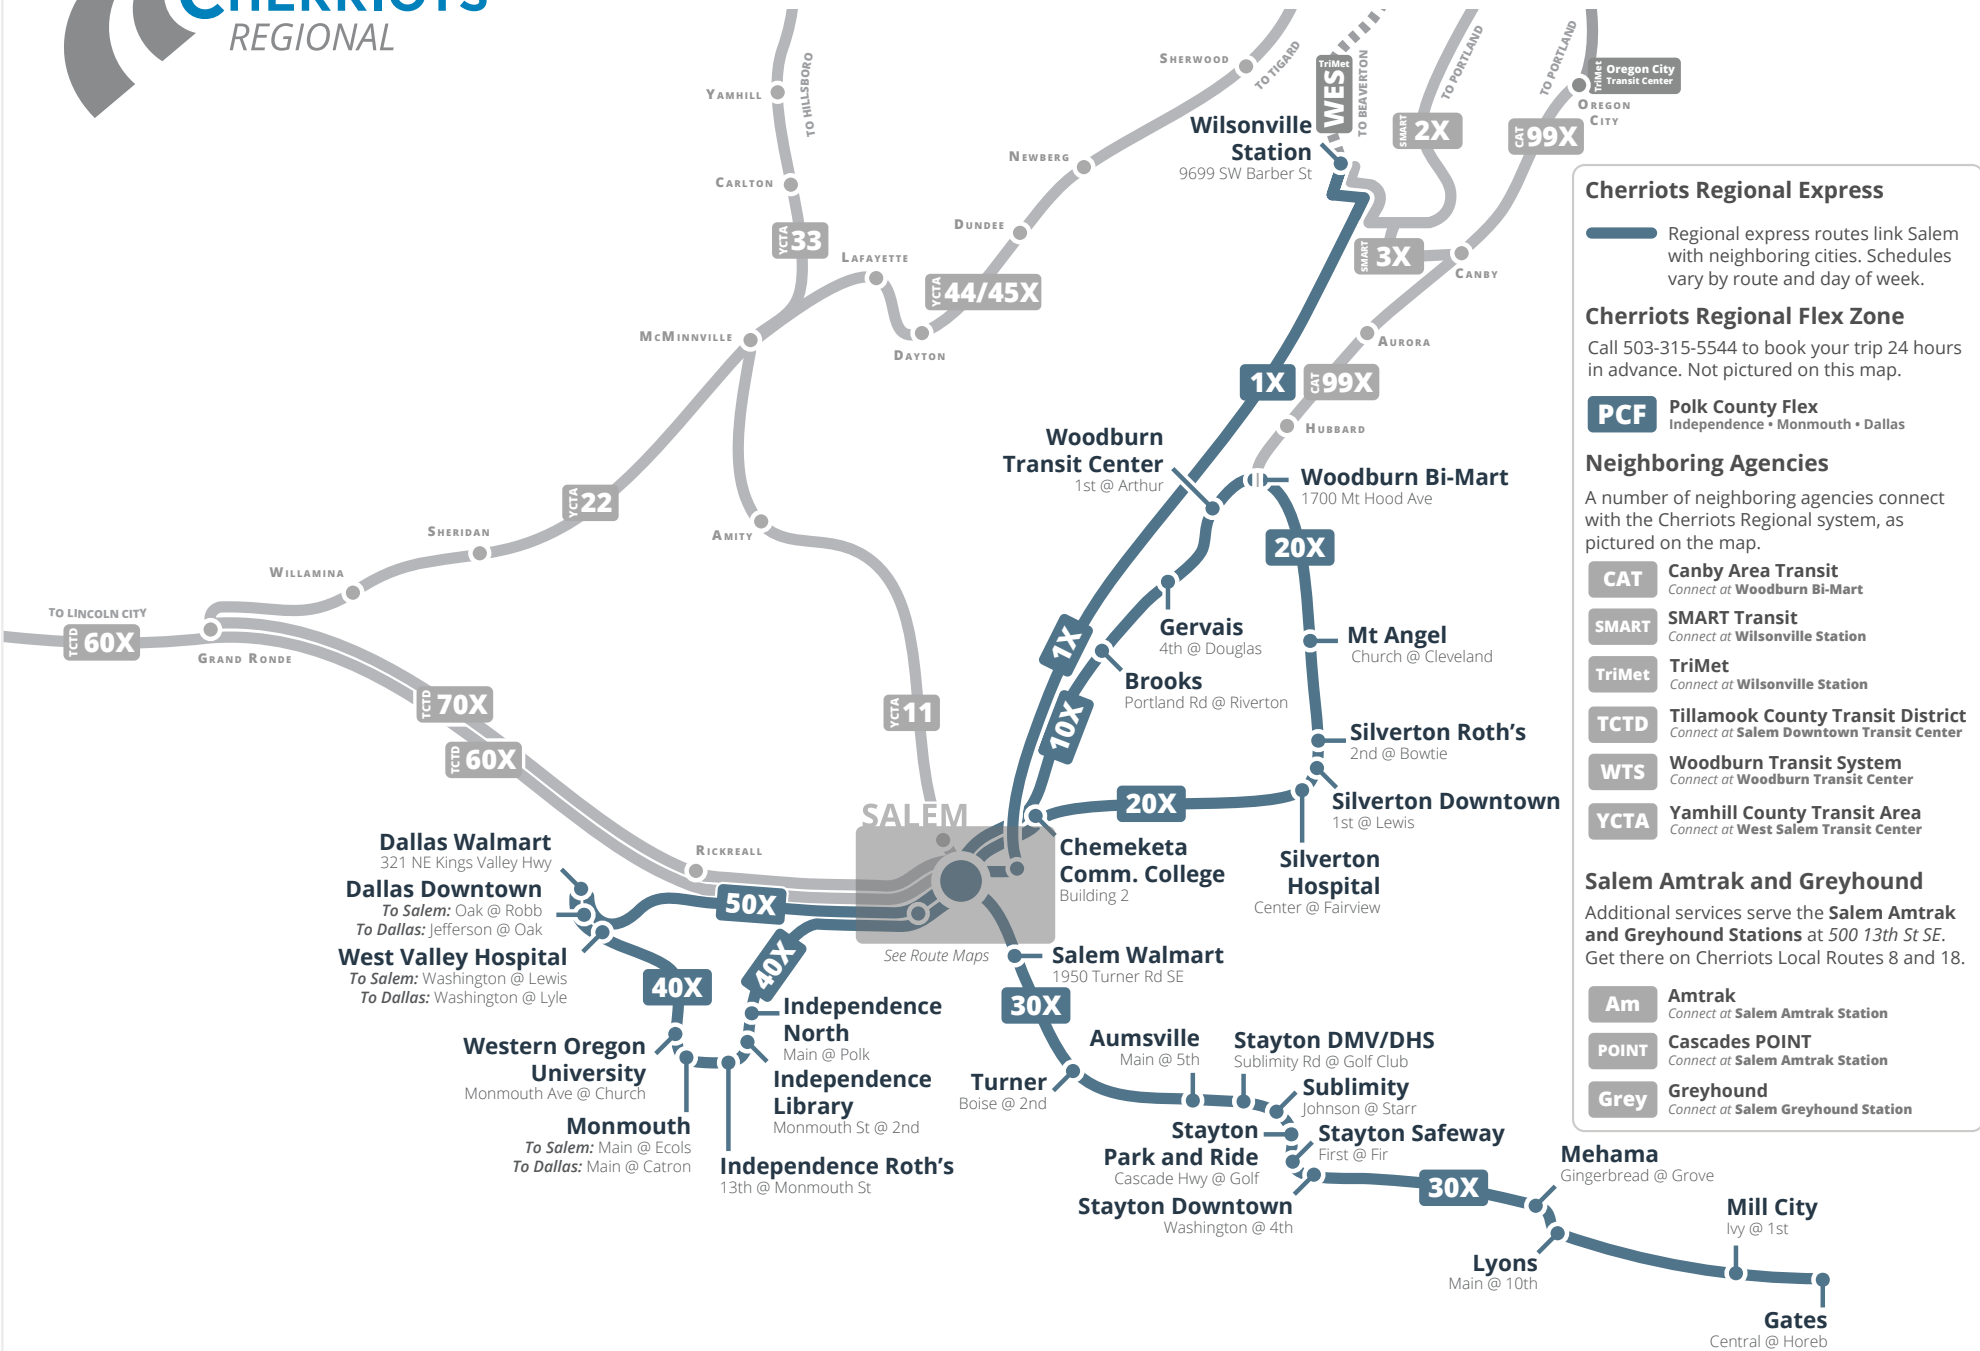 CHERRIOTS
REGIONAL
YAMHILL
TO HILLSBORO
CARLTON
YCTA 33
SHERWOOD
TO TIGARD
NEWBERG
DUNDEE
LAFAYETTE
YCTA 44/45X
DAYTON
MCMINNVILLE
YCTA 22
AMITY
SHERIDAN
WILLAMINA
TO LINCOLN CITY
TCTD 60X
GRAND RONDE
TCTD 70X
TCTD 60X
YCTA 11
RICKREALL
SALEM
See Route Maps
TriMet
WES
TO BEAVERTON
Wilsonville
Station
9699 SW Barber St
TO PORTLAND
SMART 2X
TO PORTLAND
TriMet
Oregon City
Transit Center
OREGON
CITY
CAT 99X
SMART 3X
CANBY
AURORA
1X
CAT 99X
HUBBARD
Woodburn
Transit Center
1st @ Arthur
Woodburn Bi-Mart
1700 Mt Hood Ave
20X
Gervais
4th @ Douglas
1X
Brooks
Portland Rd @ Riverton
10X
Mt Angel
Church @ Cleveland
Silverton Roth's
2nd @ Bowtie
20X
Silverton Downtown
1st @ Lewis
Silverton
Hospital
Center @ Fairview
Chemeketa
Comm. College
Building 2
Dallas Walmart
321 NE Kings Valley Hwy
Dallas Downtown
To Salem: Oak @ Robb
To Dallas: Jefferson @ Oak
West Valley Hospital
To Salem: Washington @ Lewis
To Dallas: Washington @ Lyle
50X
40X
40X
Western Oregon
University
Monmouth Ave @ Church
Monmouth
To Salem: Main @ Ecols
To Dallas: Main @ Catron
Independence
North
Main @ Polk
Independence
Library
Monmouth St @ 2nd
Independence Roth's
13th @ Monmouth St
Salem Walmart
1950 Turner Rd SE
30X
Turner
Boise @ 2nd
Aumsville
Main @ 5th
Stayton DMV/DHS
Sublimity Rd @ Golf Club
Sublimity
Johnson @ Starr
Stayton
Park and Ride
Cascade Hwy @ Golf
Stayton Safeway
First @ Fir
Stayton Downtown
Washington @ 4th
30X
Mehama
Gingerbread @ Grove
Lyons
Main @ 10th
Mill City
Ivy @ 1st
Gates
Central @ Horeb
Cherriots Regional Express
Regional express routes link Salem
with neighboring cities. Schedules
vary by route and day of week.
Cherriots Regional Flex Zone
Call 503-315-5544 to book your trip 24 hours
in advance. Not pictured on this map.
PCF
Polk County Flex
Independence • Monmouth • Dallas
Neighboring Agencies
A number of neighboring agencies connect
with the Cherriots Regional system, as
pictured on the map.
CAT
Canby Area Transit
Connect at Woodburn Bi-Mart
SMART
SMART Transit
Connect at Wilsonville Station
TriMet
TriMet
Connect at Wilsonville Station
TCTD
Tillamook County Transit District
Connect at Salem Downtown Transit Center
WTS
Woodburn Transit System
Connect at Woodburn Transit Center
YCTA
Yamhill County Transit Area
Connect at West Salem Transit Center
Salem Amtrak and Greyhound
Additional services serve the Salem Amtrak
and Greyhound Stations at 500 13th St SE.
Get there on Cherriots Local Routes 8 and 18.
Am
Amtrak
Connect at Salem Amtrak Station
POINT
Cascades POINT
Connect at Salem Amtrak Station
Grey
Greyhound
Connect at Salem Greyhound Station